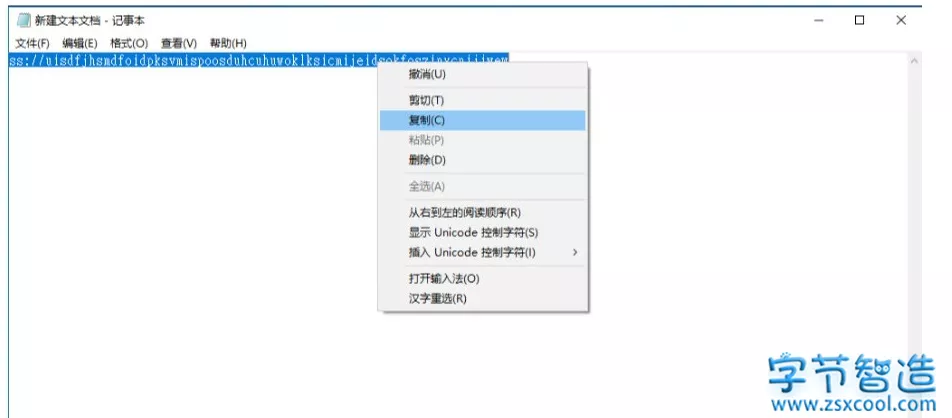 新建文本文档 - 记事本
文件(F) 编辑(E) 格式(O) 查看(V) 帮助(H)
撤消(U)
剪切(T)
复制(C)
粘贴(P)
删除(D)
全选(A)
从右到左的阅读顺序(R)
显示 Unicode 控制字符(S)
插入 Unicode 控制字符(I)
打开输入法(O)
汉字重选(R)
字节智造
www.zsxcool.com